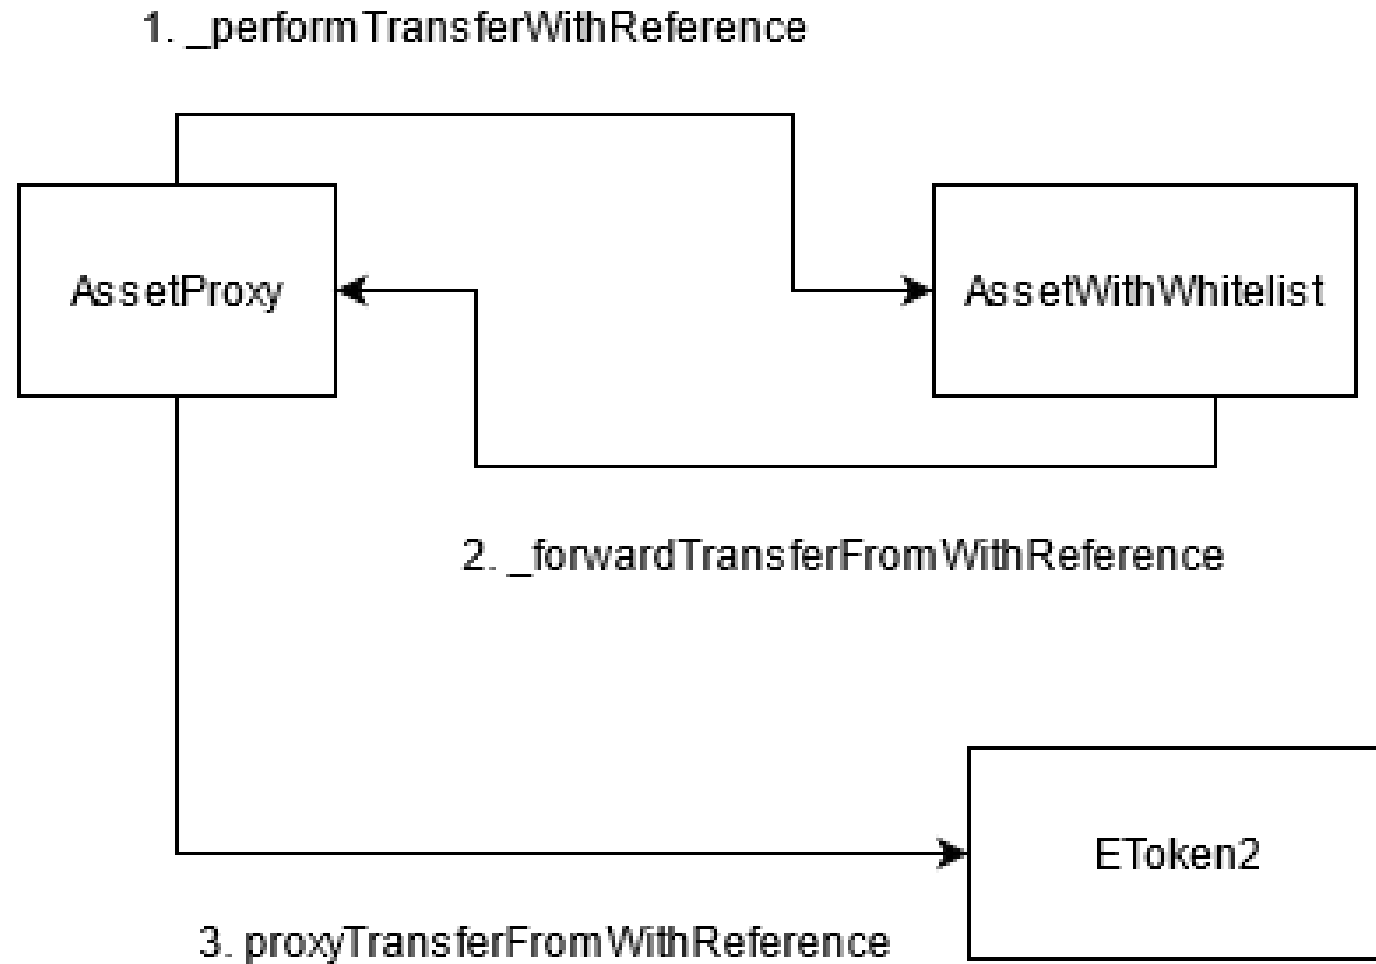 1. _performTransferWithReference
AssetProxy
AssetWithWhitelist
2. _forwardTransferFromWithReference
EToken2
3. proxyTransferFromWithReference